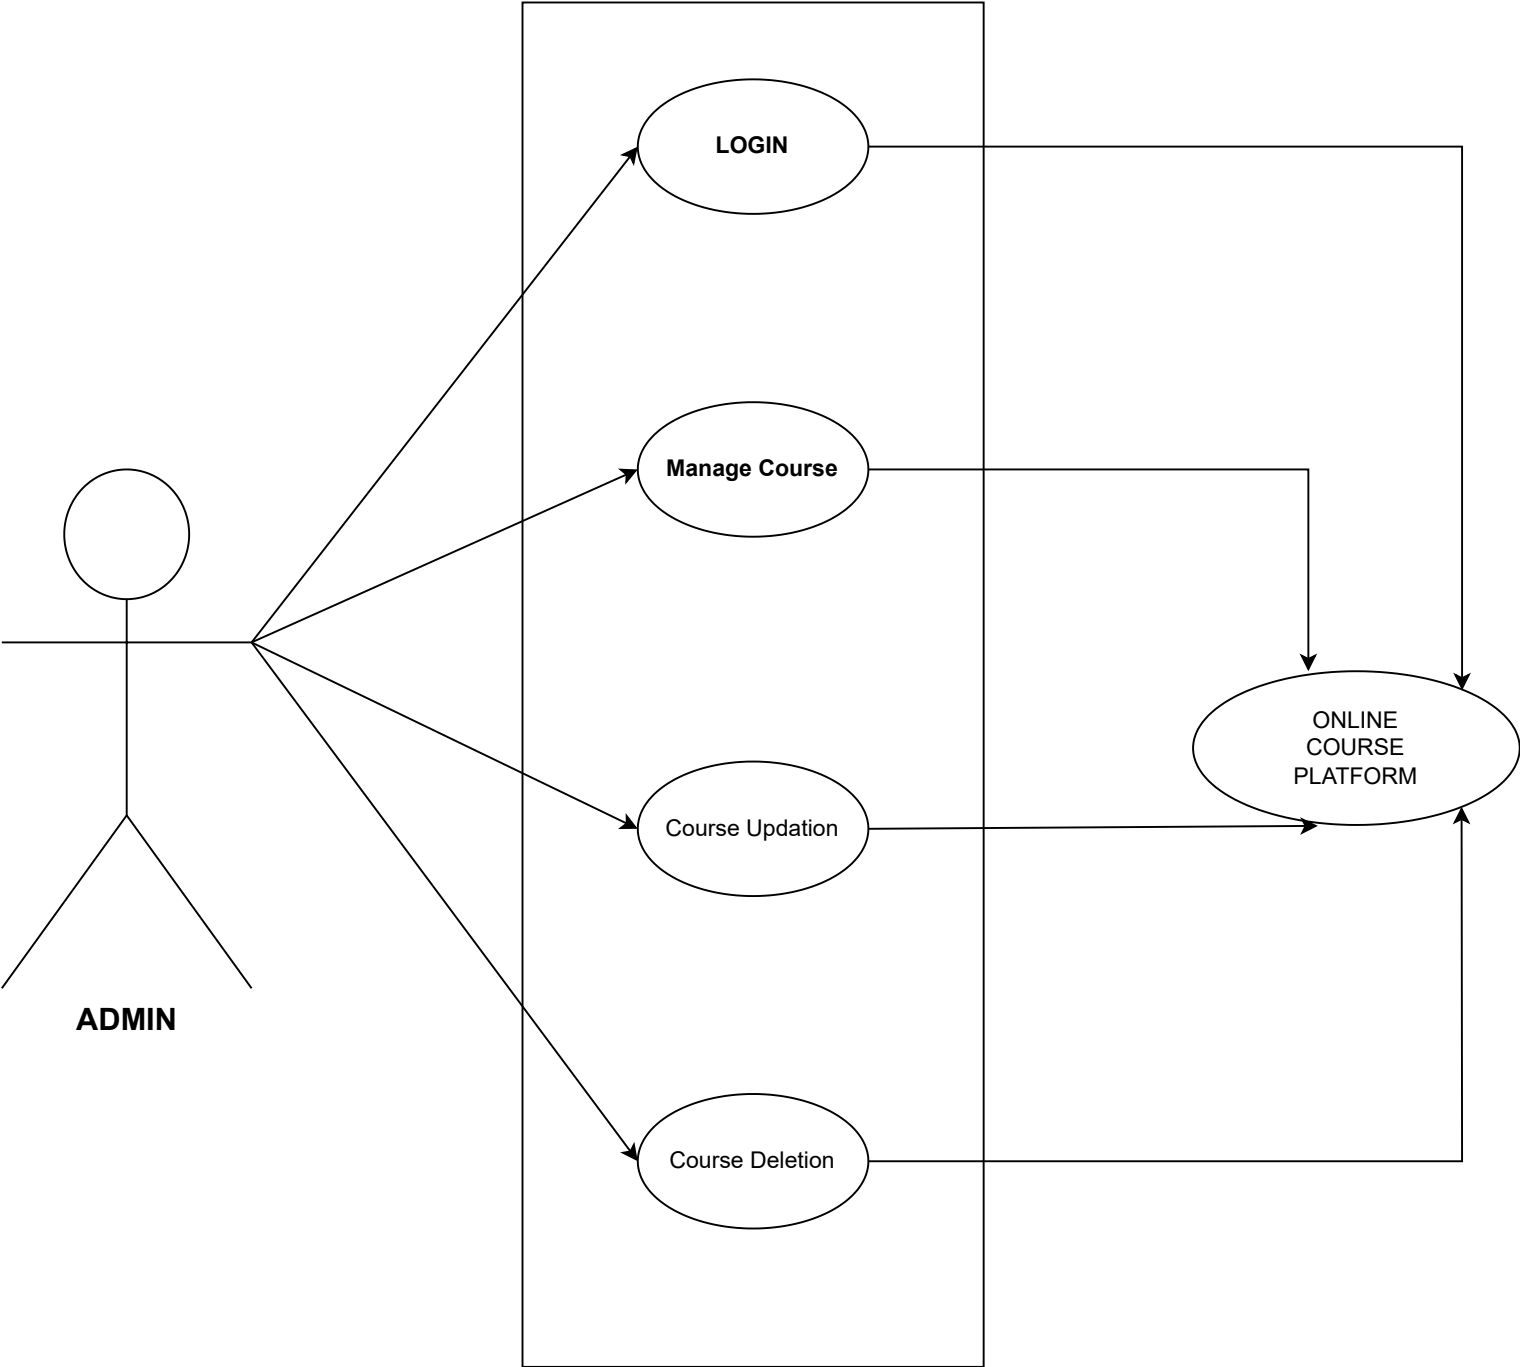 LOGIN
Manage Course
ONLINE
COURSE
PLATFORM
Course Updation
ADMIN
Course Deletion